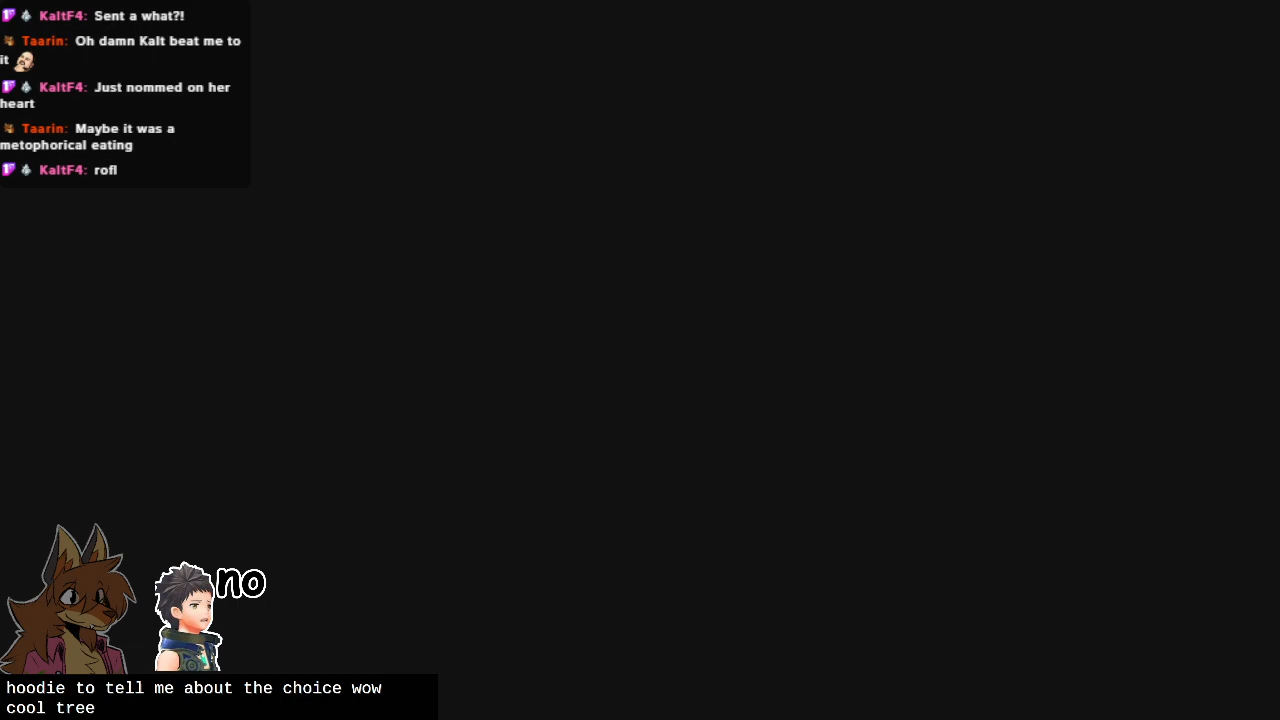 KaltF4: Sent a what?!
Taarin: Oh damn Kalt beat me to
it
KaltF4: Just nommed on her
heart
Taarin: Maybe it was a
metophorical eating
KaltF4: rofl
no
hoodie to tell me about the choice wow
cool tree